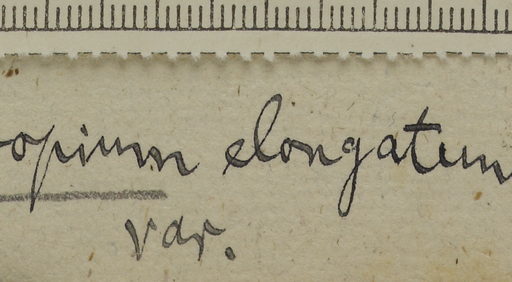 opium elongatum
var.